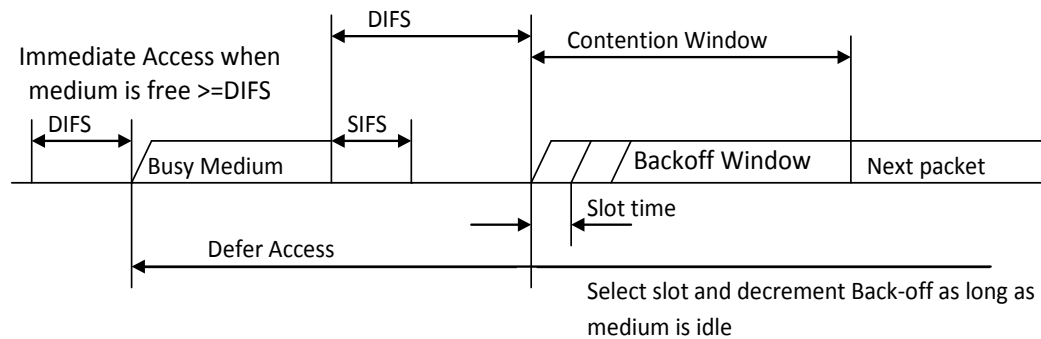 DIFS
Contention Window
Immediate Access when
medium is free >=DIFS
DIFS
SIFS
Busy Medium
Backoff Window
Next packet
Slot time
Defer Access
Select slot and decrement Back-off as long as
medium is idle